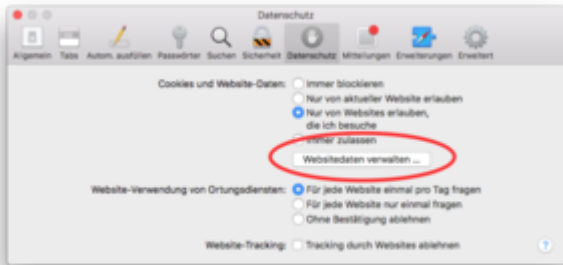 Datenschutz
Allgemein Tabs Autom. ausfüllen Passwörter Suchen Sicherheit Datenschutz Mitteilungen Erweiterungen Erweitert
Cookies und Website-Daten: Immer blockieren
Nur von aktueller Website erlauben
Nur von Websites erlauben,
die ich besuche
Immer zulassen
Websitedaten verwalten ...
Website-Verwendung von Ortungsdiensten: Für jede Website einmal pro Tag fragen
Für jede Website nur einmal fragen
Ohne Bestätigung ablehnen
Website-Tracking: Tracking durch Websites ablehnen
?